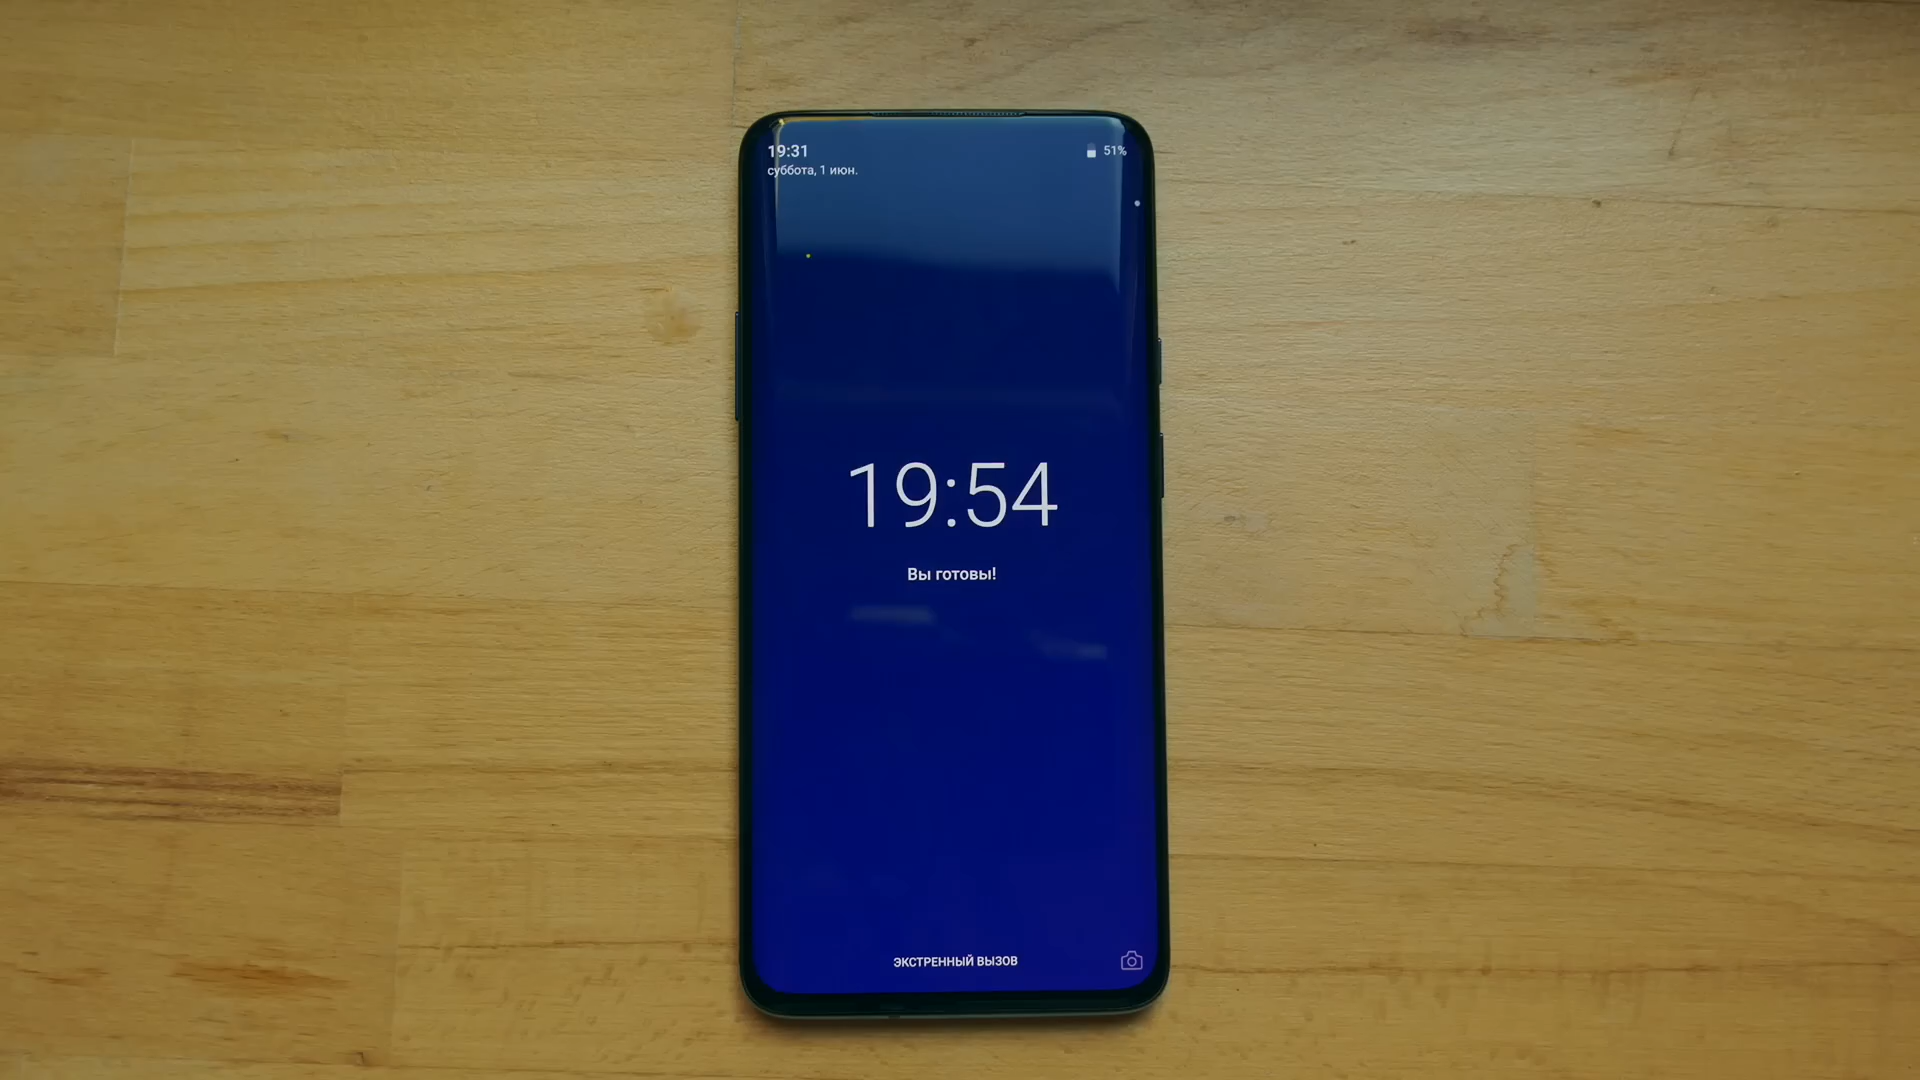 19:31
51%
суббота, 1 июн.
19:54
Вы готовы!
ЭКСТРЕННЫЙ ВЫЗОВ